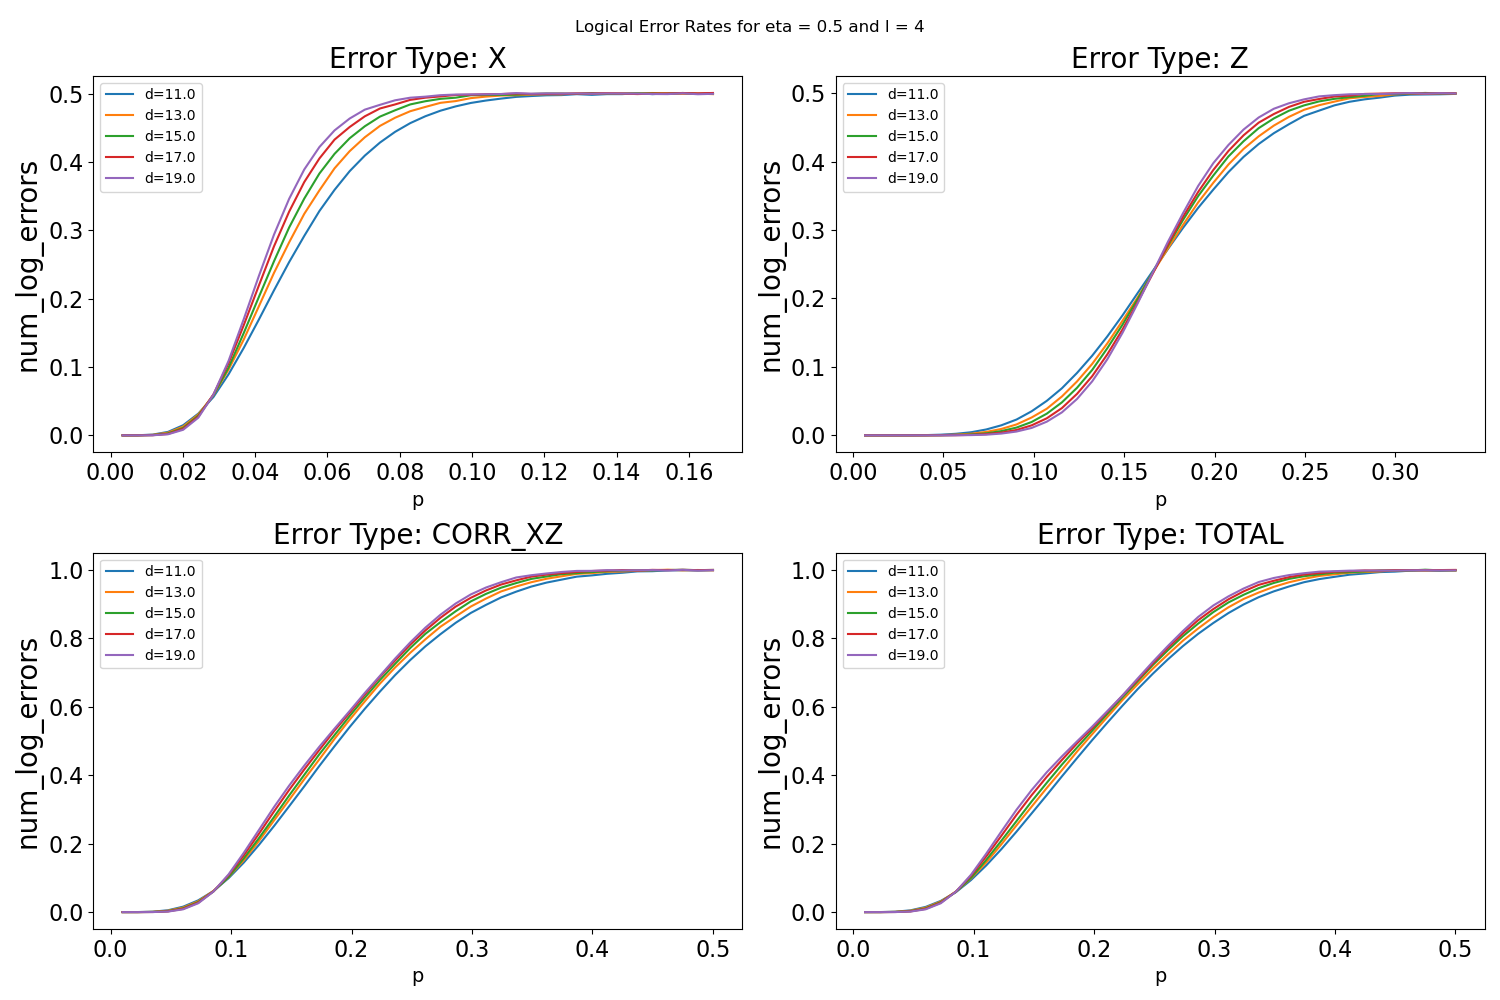 Logical Error Rates for eta = 0.5 and l = 4
Error Type: X
num_log_errors
0.5
0.4
0.3
0.2
0.1
0.0
d=11.0
d=13.0
d=15.0
d=17.0
d=19.0
0.00 0.02 0.04 0.06 0.08 0.10 0.12 0.14 0.16
p
Error Type: Z
num_log_errors
0.5
0.4
0.3
0.2
0.1
0.0
d=11.0
d=13.0
d=15.0
d=17.0
d=19.0
0.00 0.05 0.10 0.15 0.20 0.25 0.30
p
Error Type: CORR_XZ
num_log_errors
1.0
0.8
0.6
0.4
0.2
0.0
d=11.0
d=13.0
d=15.0
d=17.0
d=19.0
0.0 0.1 0.2 0.3 0.4 0.5
p
Error Type: TOTAL
num_log_errors
1.0
0.8
0.6
0.4
0.2
0.0
d=11.0
d=13.0
d=15.0
d=17.0
d=19.0
0.0 0.1 0.2 0.3 0.4 0.5
p